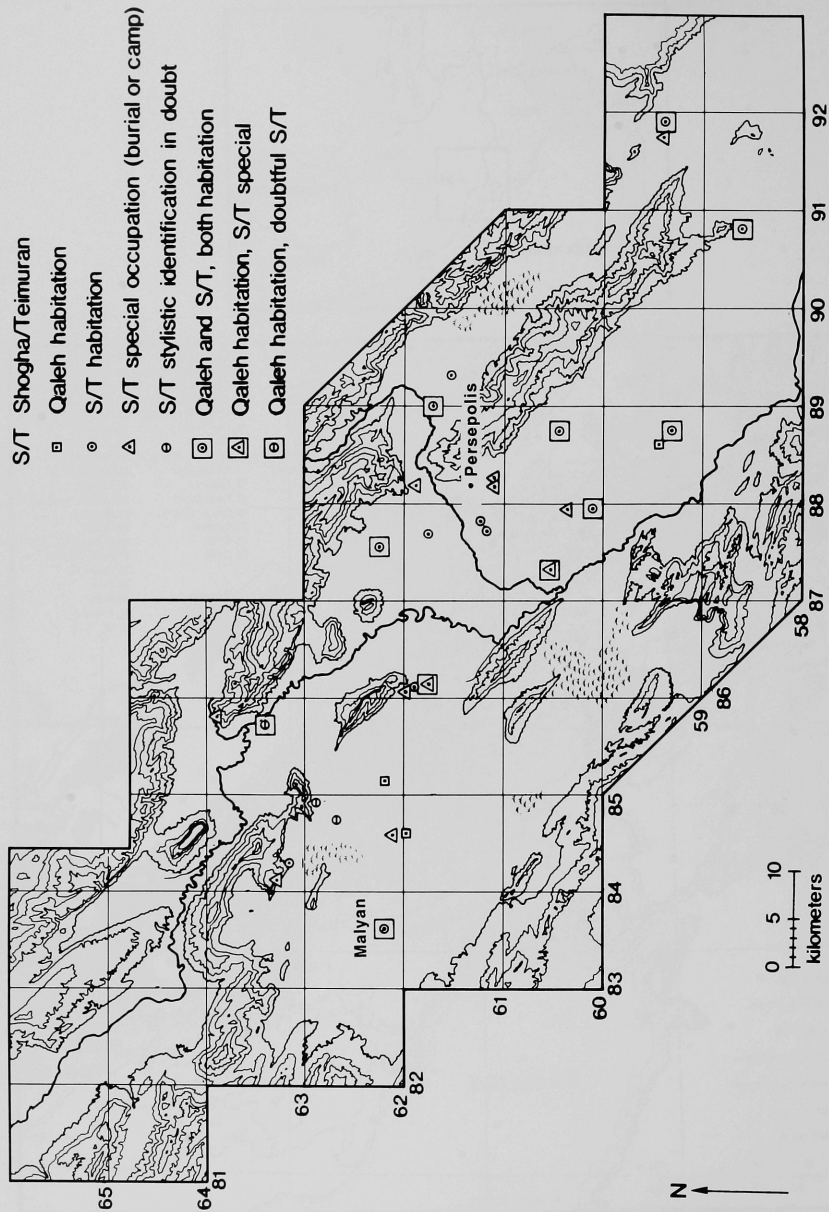 S/T Shogha/Teimuran
Qaleh habitation
S/T habitation
S/T special occupation (burial or camp)
S/T stylistic identification in doubt
Qaleh and S/T, both habitation
Qaleh habitation, S/T special
Qaleh habitation, doubtful S/T
65
64
81
63
62
82
Malyan
61
60
83
84
85
59
86
58
87
88
89
90
91
92
Persepolis
0 5 10
kilometers
N